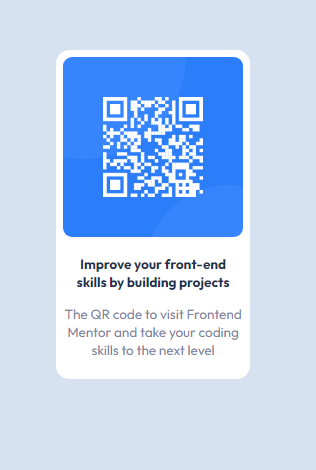 Improve your front-end
skills by building projects
The QR code to visit Frontend
Mentor and take your coding
skills to the next level